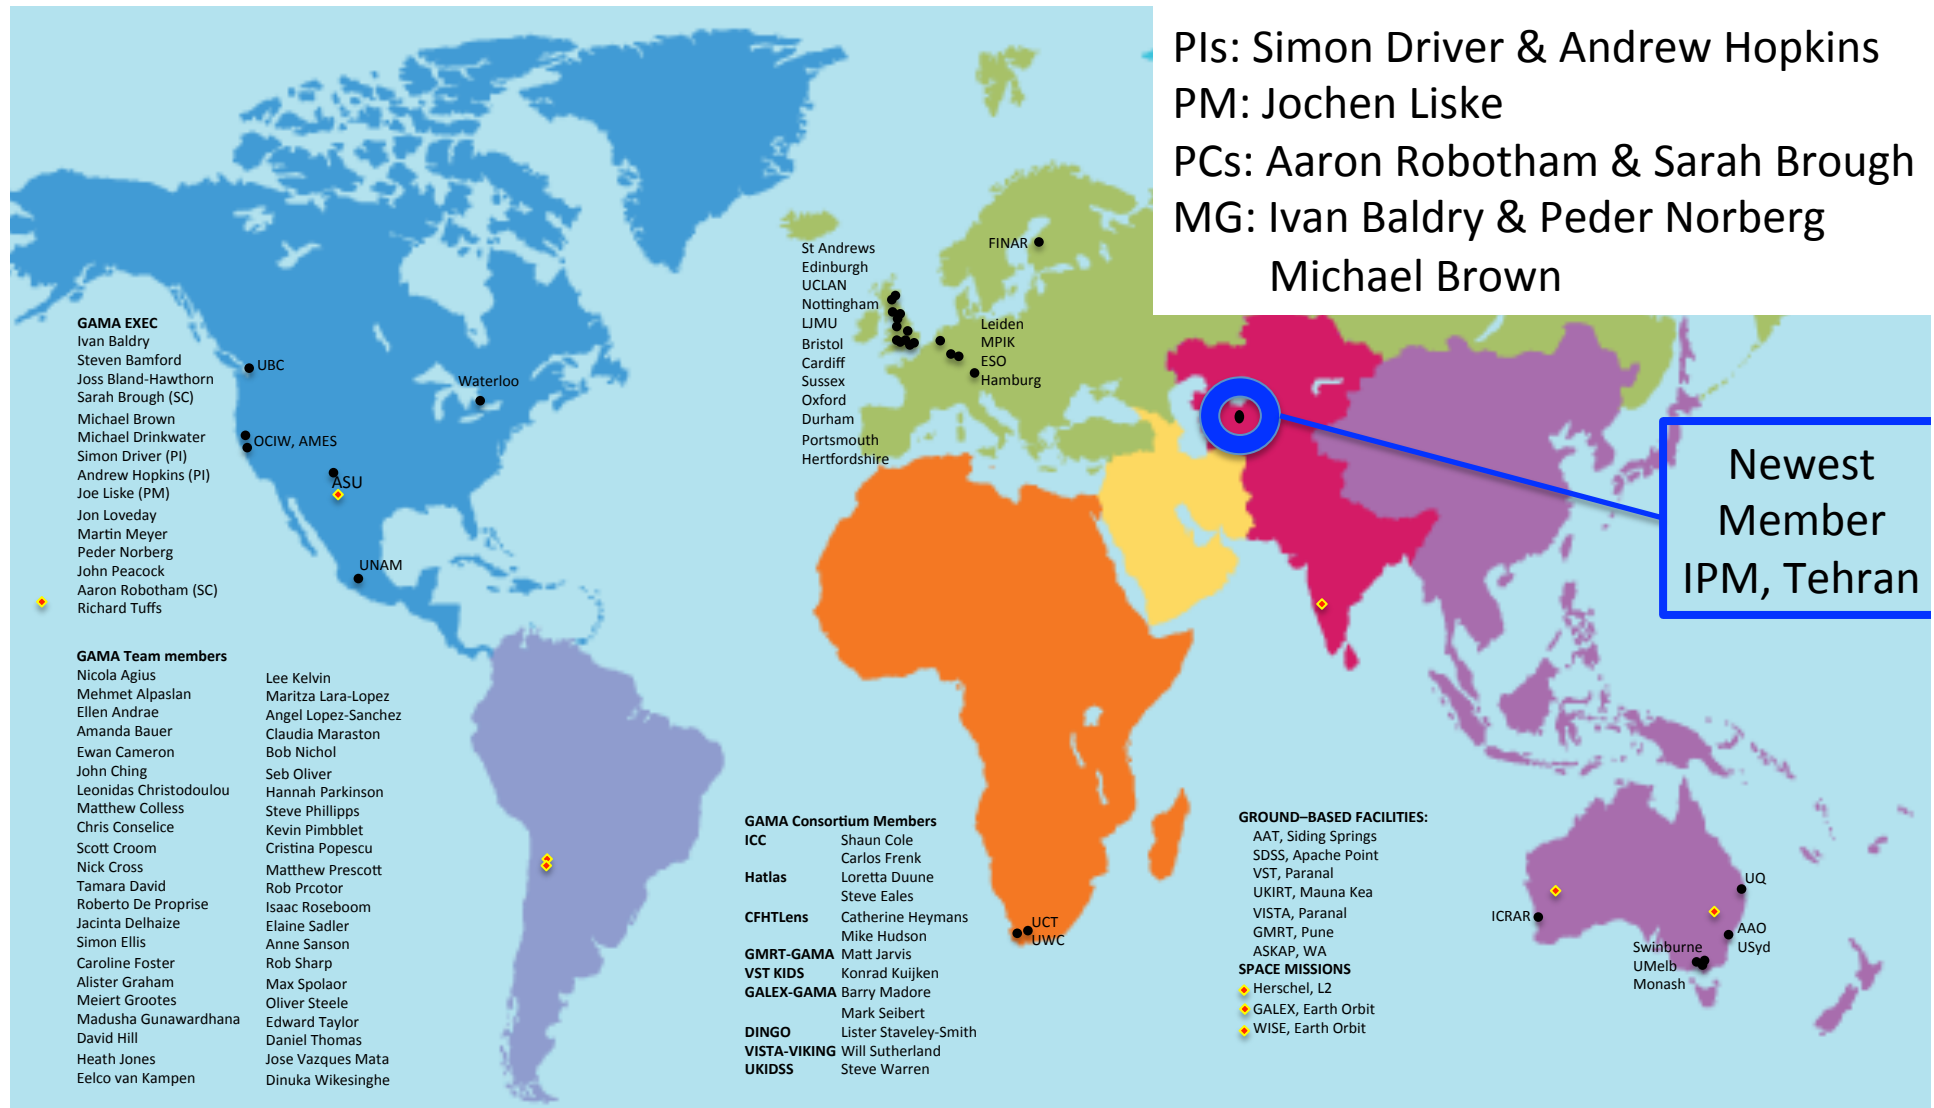 PIs: Simon Driver & Andrew Hopkins
PM: Jochen Liske
PCs: Aaron Robotham & Sarah Brough
MG: Ivan Baldry & Peder Norberg
Michael Brown
St Andrews
Edinburgh
UCLAN
Nottingham
LJMU
Bristol
Cardiff
Sussex
Oxford
Durham
Portsmouth
Hertfordshire
FINAR
Leiden
MPIK
ESO
Hamburg
UBC
Waterloo
OCIW, AMES
ASU
UNAM
Newest
Member
IPM, Tehran
GAMA EXEC
Ivan Baldry
Steven Bamford
Joss Bland-Hawthorn
Sarah Brough (SC)
Michael Brown
Michael Drinkwater
Simon Driver (PI)
Andrew Hopkins (PI)
Joe Liske (PM)
Jon Loveday
Martin Meyer
Peder Norberg
John Peacock
Aaron Robotham (SC)
Richard Tuffs
GAMA Team members
Nicola Agius
Mehmet Alpaslan
Ellen Andrae
Amanda Bauer
Ewan Cameron
John Ching
Leonidas Christodoulou
Matthew Colless
Chris Conselice
Scott Croom
Nick Cross
Tamara David
Roberto De Proprise
Jacinta Delhaize
Simon Ellis
Caroline Foster
Alister Graham
Meiert Grootes
Madusha Gunawardhana
David Hill
Heath Jones
Eelco van Kampen
Lee Kelvin
Maritza Lara-Lopez
Angel Lopez-Sanchez
Claudia Maraston
Bob Nichol
Seb Oliver
Hannah Parkinson
Steve Phillipps
Kevin Pimbblet
Cristina Popescu
Matthew Prescott
Rob Prcotor
Isaac Roseboom
Elaine Sadler
Anne Sanson
Rob Sharp
Max Spolaor
Oliver Steele
Edward Taylor
Daniel Thomas
Jose Vazques Mata
Dinuka Wikesinghe
GAMA Consortium Members
ICC Shaun Cole
Carlos Frenk
Hatlas Loretta Duune
Steve Eales
CFHTLens Catherine Heymans
Mike Hudson
GMRT-GAMA Matt Jarvis
VST KIDS Konrad Kuijken
GALEX-GAMA Barry Madore
Mark Seibert
DINGO Lister Staveley-Smith
VISTA-VIKING Will Sutherland
UKIDSS Steve Warren
UCT
UWC
GROUND–BASED FACILITIES:
AAT, Siding Springs
SDSS, Apache Point
VST, Paranal
UKIRT, Mauna Kea
VISTA, Paranal
GMRT, Pune
ASKAP, WA
SPACE MISSIONS
Herschel, L2
GALEX, Earth Orbit
WISE, Earth Orbit
ICRAR
UQ
AAO
USyd
Swinburne
UMelb
Monash